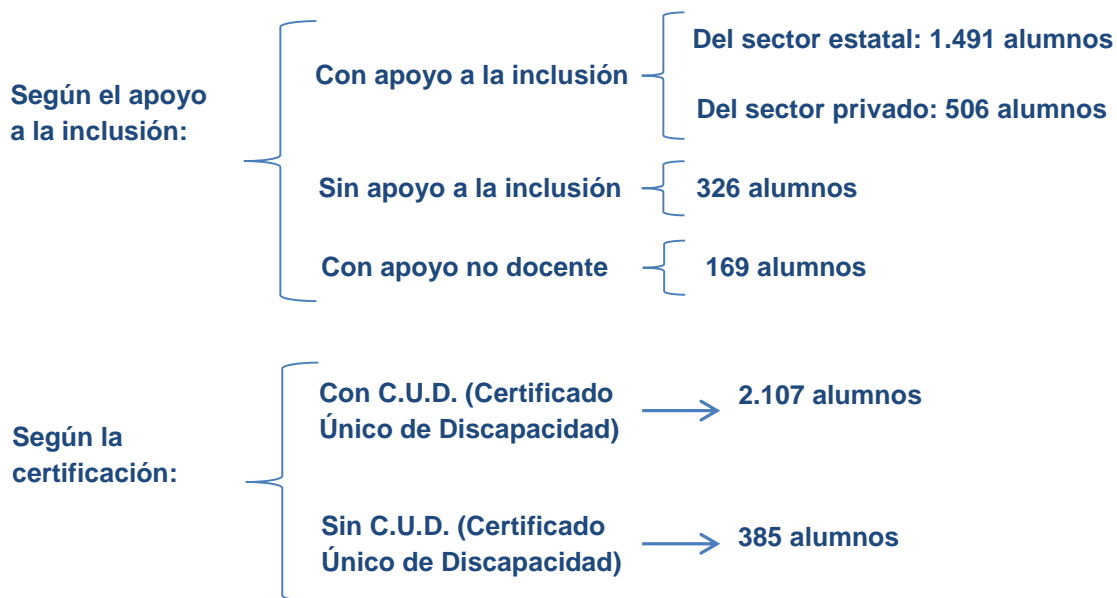 Según el apoyo
a la inclusión:
Con apoyo a la inclusión
Del sector estatal: 1.491 alumnos
Del sector privado: 506 alumnos
Sin apoyo a la inclusión
326 alumnos
Con apoyo no docente
169 alumnos
Según la
certificación:
Con C.U.D. (Certificado
Único de Discapacidad)
2.107 alumnos
Sin C.U.D. (Certificado
Único de Discapacidad)
385 alumnos